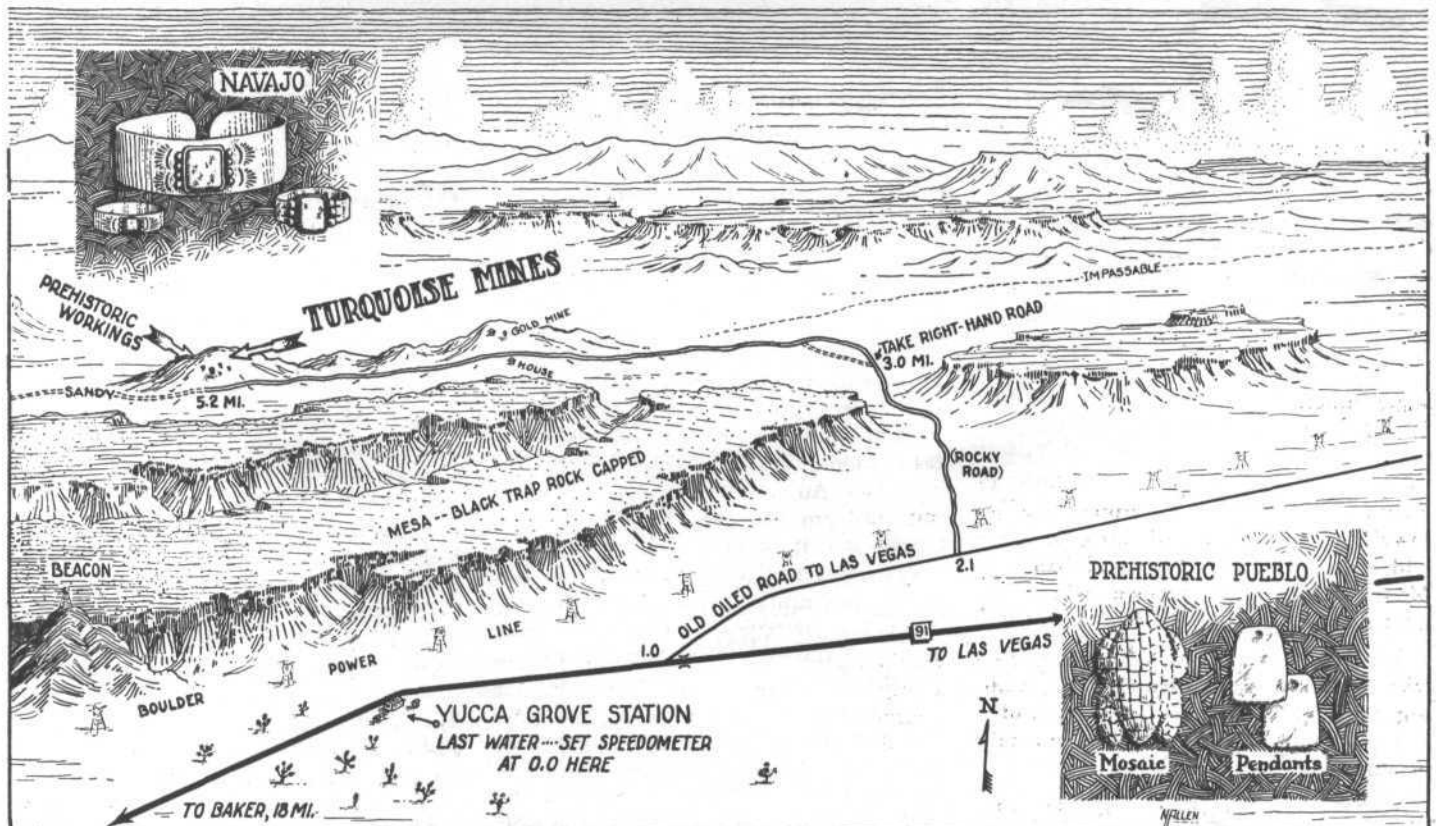 NAVAJO
PREHISTORIC
WORKINGS
TURQUOISE MINES
GOLD MINE
IMPASSABLE
TAKE RIGHT-HAND ROAD
3.0 MI.
SANDY
5.2 MI.
HOUSE
(ROCKY
ROAD)
MESA -- BLACK TRAP ROCK CAPPED
BEACON
OLD OILED ROAD TO LAS VEGAS
2.1
1.0
91
TO LAS VEGAS
BOULDER POWER LINE
YUCCA GROVE STATION
LAST WATER----SET SPEEDOMETER
AT 0.0 HERE
TO BAKER, 18 MI.
N
PREHISTORIC PUEBLO
Mosaic
Pendants